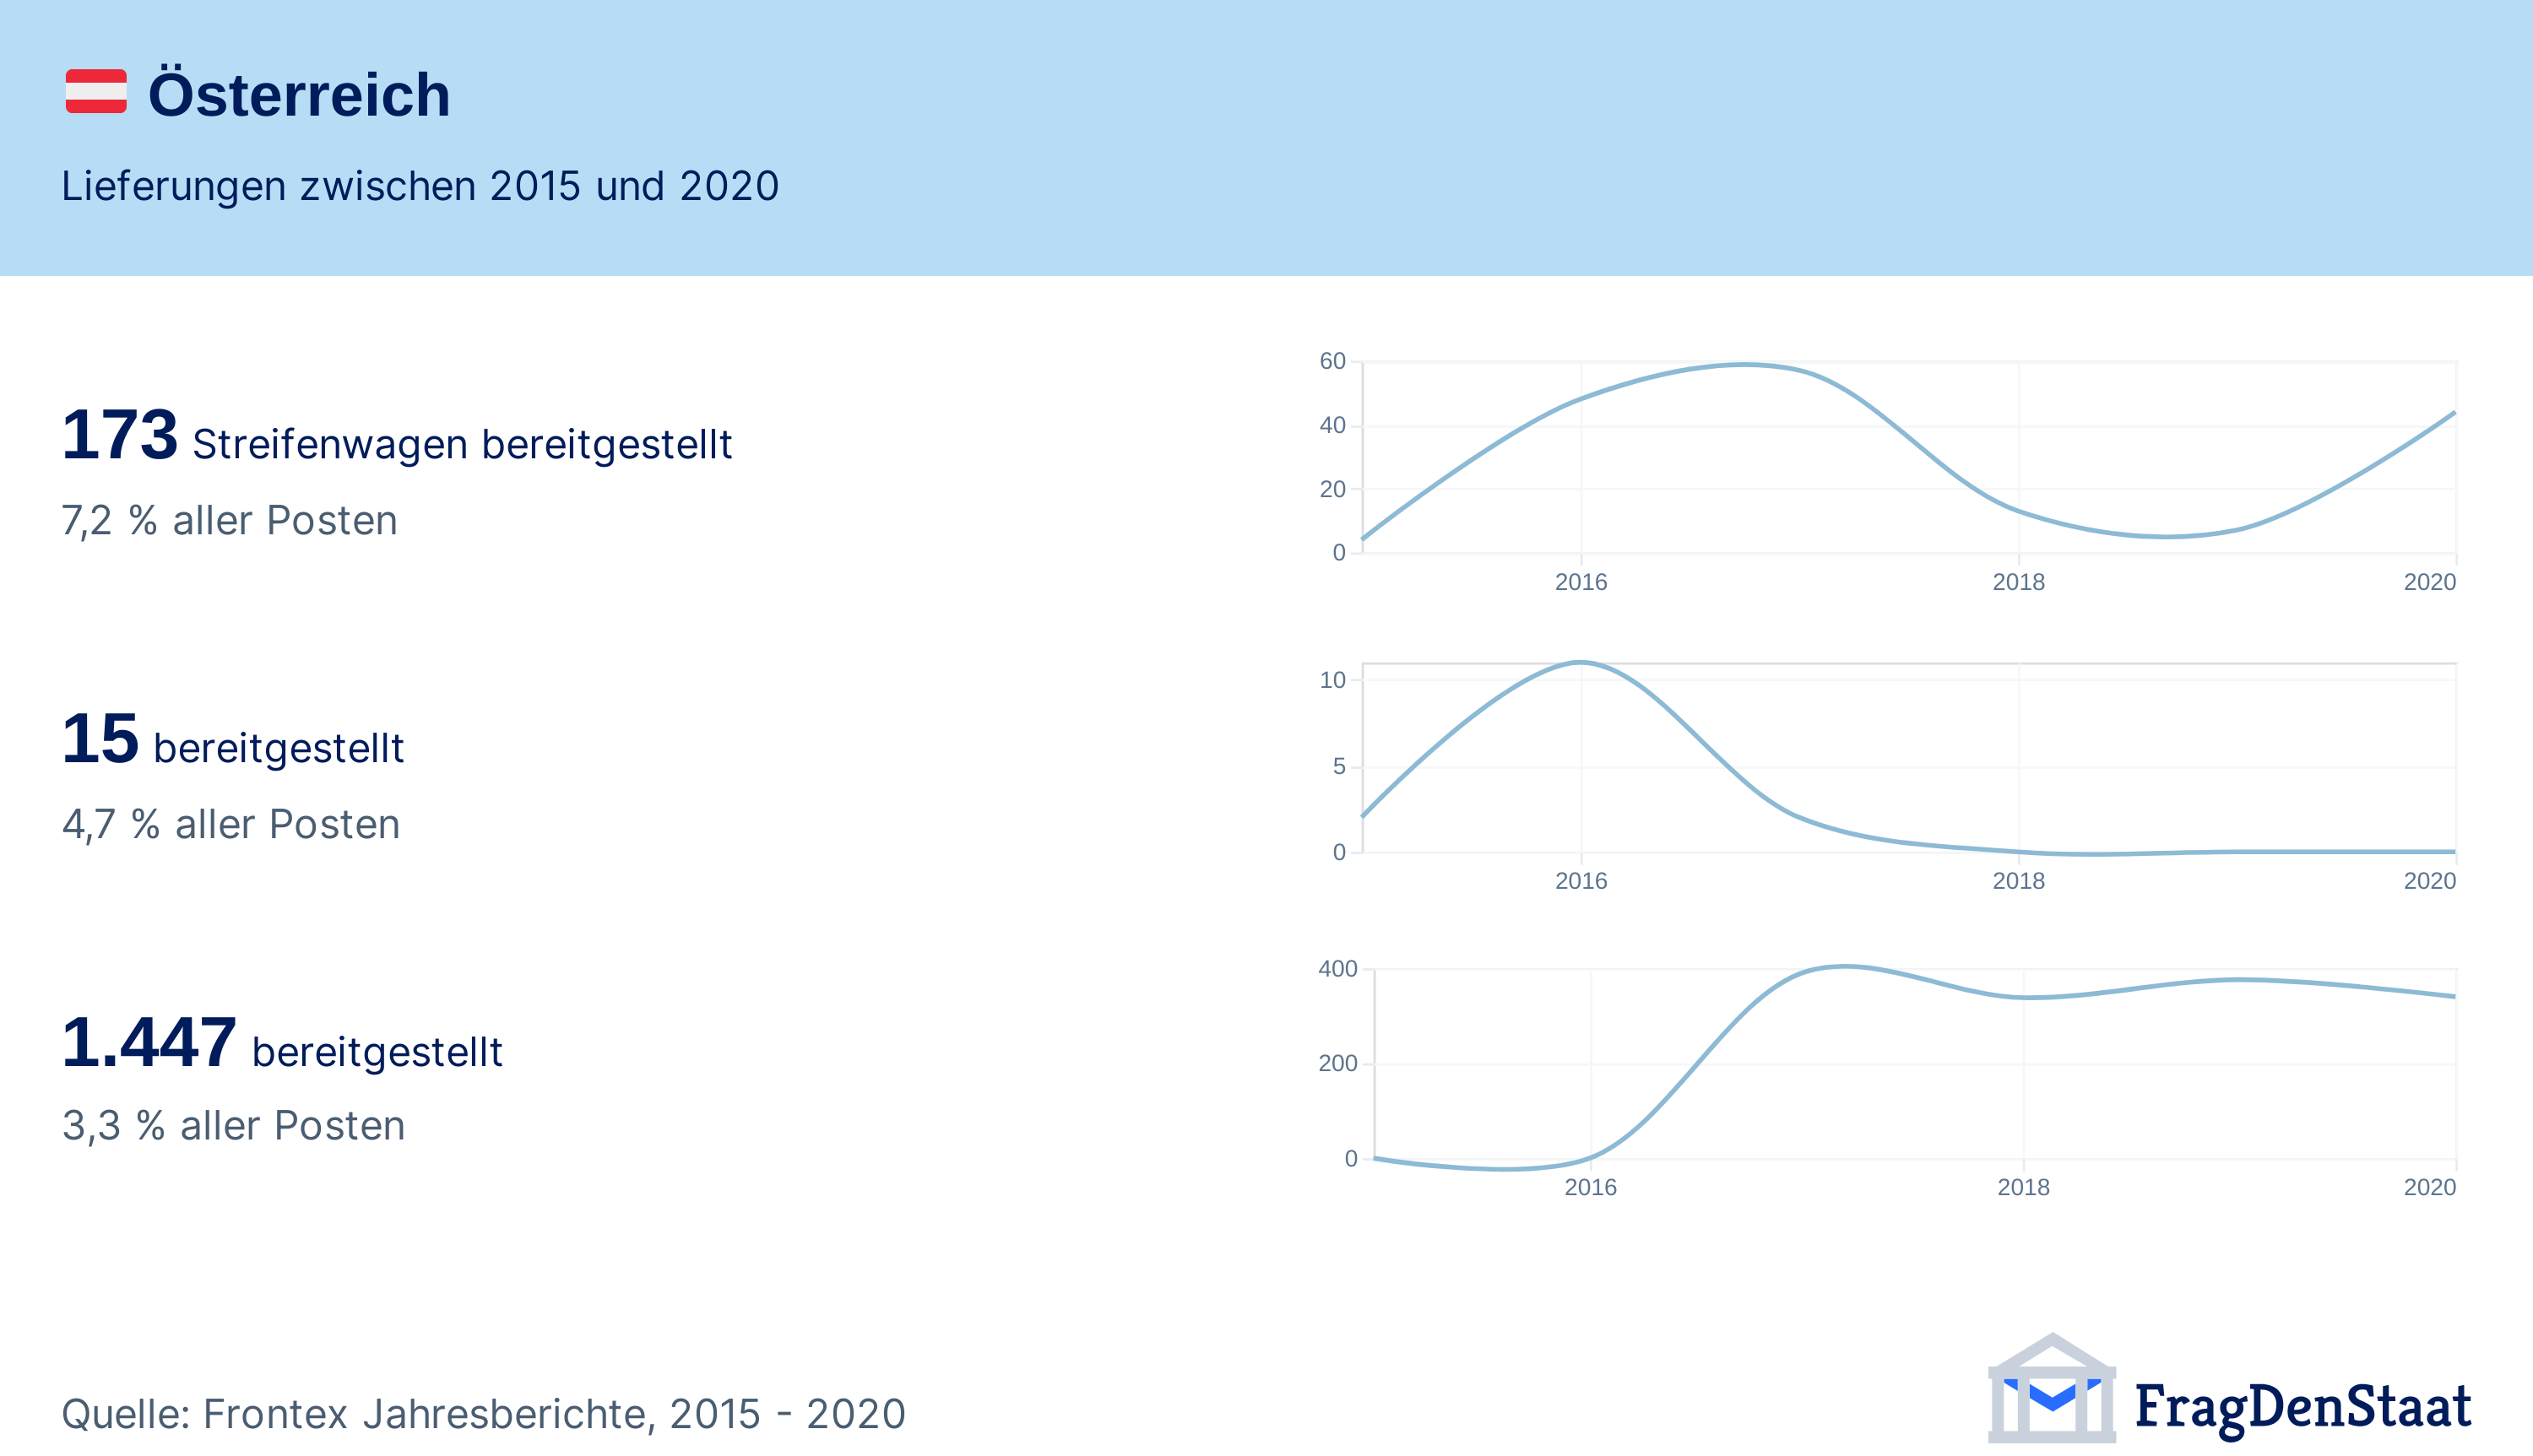 Österreich
Lieferungen zwischen 2015 und 2020
173 Streifenwagen bereitgestellt
7,2 % aller Posten
60
40
20
0
2016 2018 2020
15 bereitgestellt
4,7 % aller Posten
10
5
0
2016 2018 2020
1.447 bereitgestellt
3,3 % aller Posten
400
200
0
2016 2018 2020
Quelle: Frontex Jahresberichte, 2015 - 2020
FragDenStaat